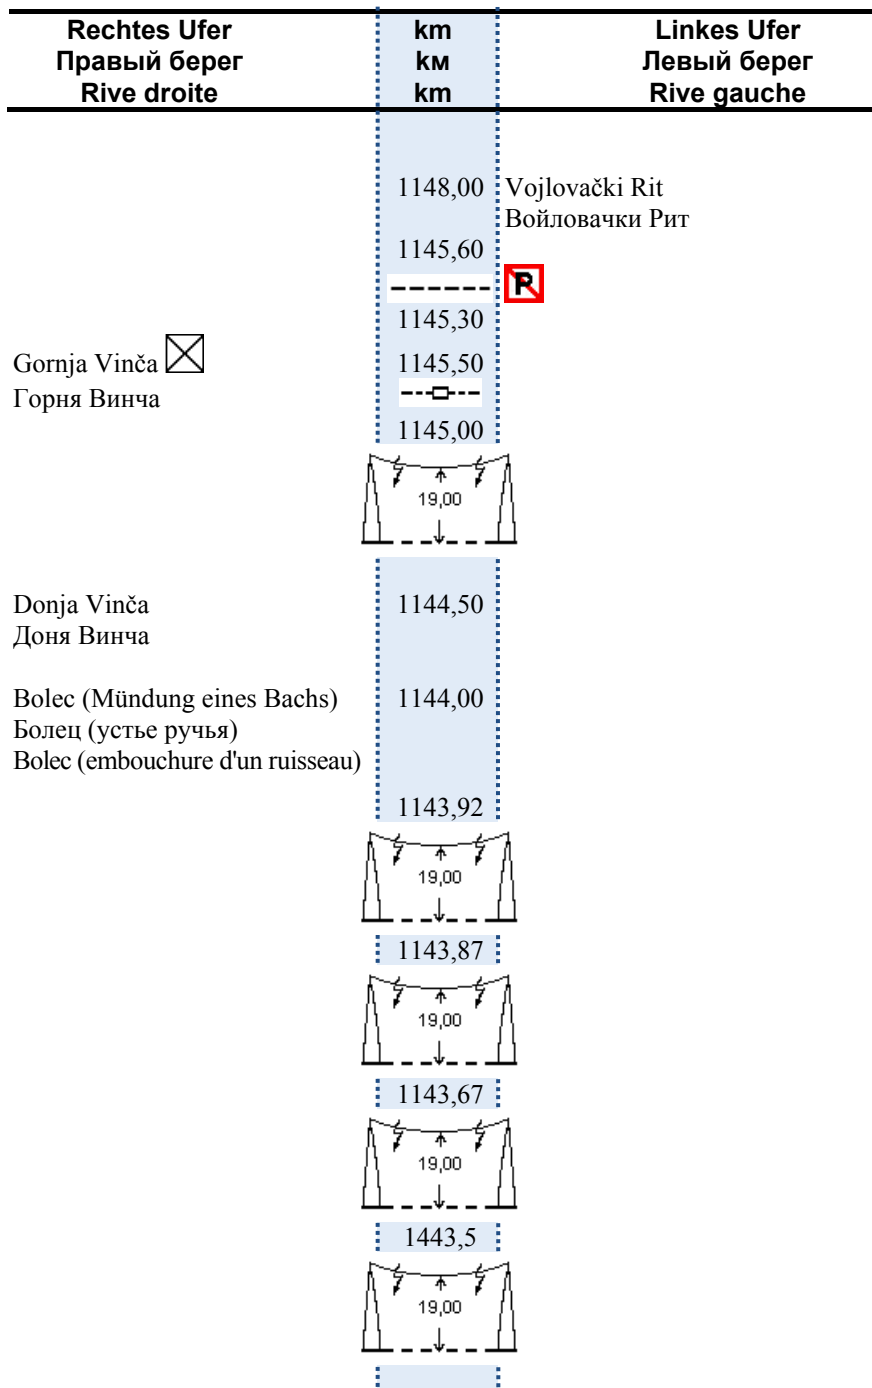 Rechtes Ufer km Linkes Ufer
Правый берег км Левый берег
Rive droite km Rive gauche
1148,00 Vojlovački Rit
Войловачки Рит
1145,60
P
1145,30
Gornja Vinča 1145,50
Горня Винча
1145,00
19,00
Donja Vinča 1144,50
Доня Винча
Bolec (Mündung eines Bachs) 1144,00
Болец (устье ручья)
Bolec (embouchure d'un ruisseau)
1143,92
19,00
1143,87
19,00
1143,67
19,00
1443,5
19,00